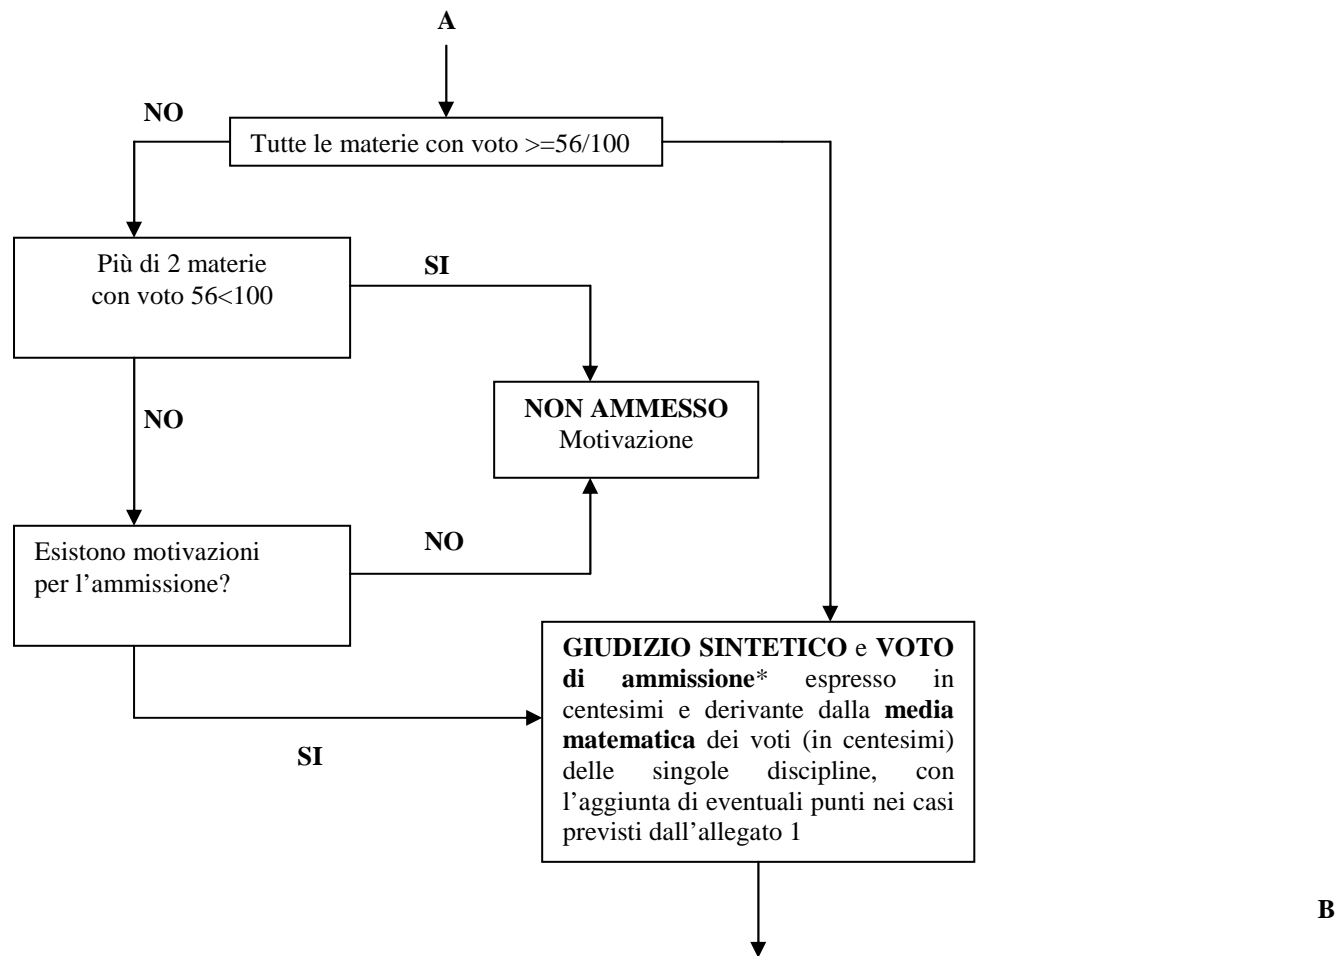 A
NO
Tutte le materie con voto >=56/100
Più di 2 materie
con voto 56<100
SI
NON AMMESSO
Motivazione
NO
Esistono motivazioni
per l’ammissione?
NO
GIUDIZIO SINTETICO e VOTO
di ammissione* espresso in
centesimi e derivante dalla media
matematica dei voti (in centesimi)
delle singole discipline, con
l’aggiunta di eventuali punti nei casi
previsti dall’allegato 1
SI
B